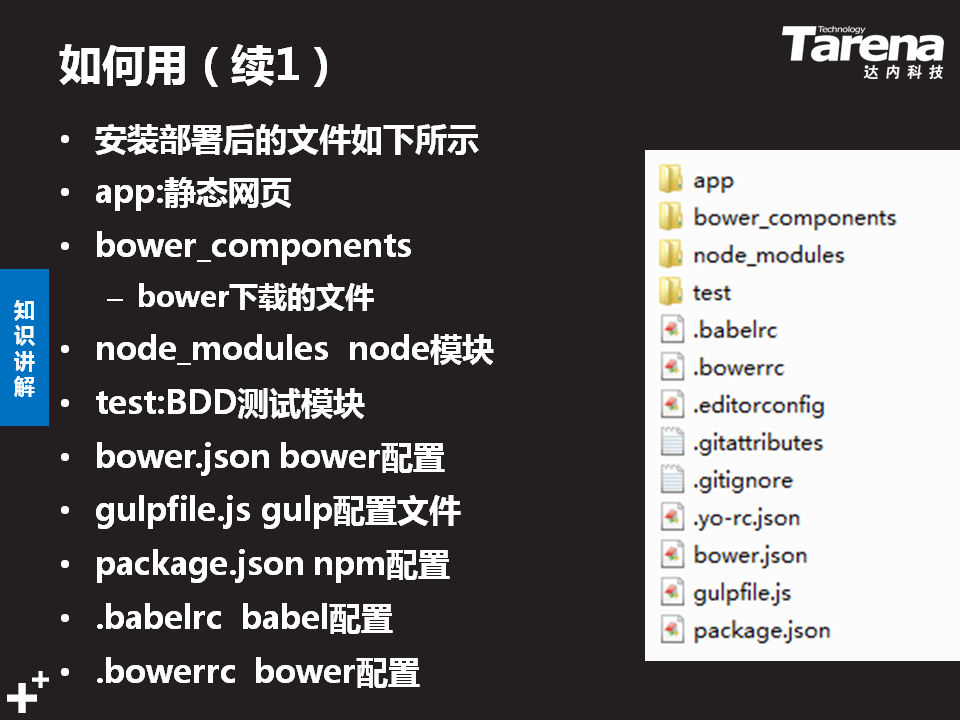 如何用（续1）
Technology
Tarena
达内科技
• 安装部署后的文件如下所示
• app:静态网页
• bower_components
– bower下载的文件
• node_modules  node模块
• test:BDD测试模块
• bower.json bower配置
• gulpfile.js gulp配置文件
• package.json npm配置
• .babelrc  babel配置
• .bowerrc  bower配置
知识讲解
app
bower_components
node_modules
test
.babelrc
.bowerrc
.editorconfig
.gitattributes
.gitignore
.yo-rc.json
bower.json
gulpfile.js
package.json